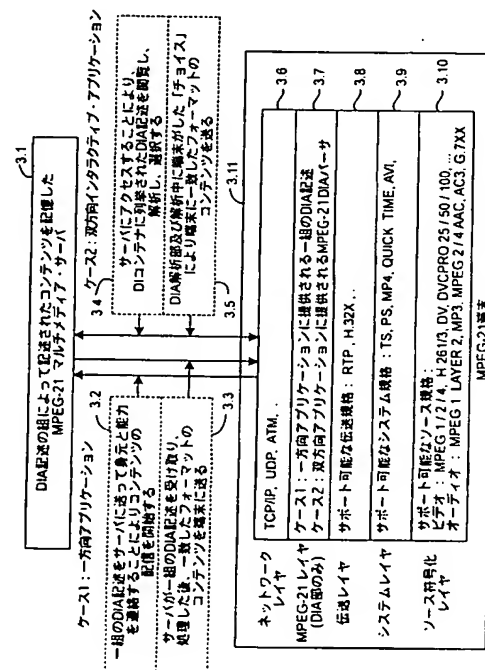 3.1
DIA記述の組によって記述されたコンテンツを記憶した
MPEG-21 マルチメディア・サーバ
ケース1:一方向アプリケーション
3.2
一組のDIA記述をサーバに送って身元と能力
を連絡することによりコンテンツの
配信を開始する
サーバが一組のDIA記述を受け取り、
処理した後、一致したフォーマットの
コンテンツを端末に送る
3.3
ケース2:双方向インタラクティブ・アプリケーション
3.4
サーバにアクセスすることにより、
DIコンテナに列挙されたDIA記述を閲覧し、
解析し、選択する
DIA解析部及び解析中に端末がした「チョイス」
により端末に一致したフォーマットの
コンテンツを送る
3.5
3.11
ネットワーク
レイヤ
TCP/IP, UDP, ATM, . .
3.6
MPEG-21 レイヤ
(DIA部のみ)
ケース1:一方向アプリケーションに提供される一組のDIA記述
ケース2:双方向アプリケーションに提供されるMPEG-21DIAパーサ
3.7
伝送レイヤ
サポート可能な伝送規格: RTP, H.32X, . .
3.8
システムレイヤ
サポート可能なシステム規格: TS, PS, MP4, QUICK TIME, AVI,
3.9
ソース符号化
レイヤ
サポート可能なソース規格:
ビデオ: MPEG 1/2/4, H 261/3, DV, DVCPRO 25/50/100, ...
オーディオ: MPEG 1 LAYER 2, MP3, MPEG 2/4 AAC, AC3, G.7XX
3.10
MPEG-21端末